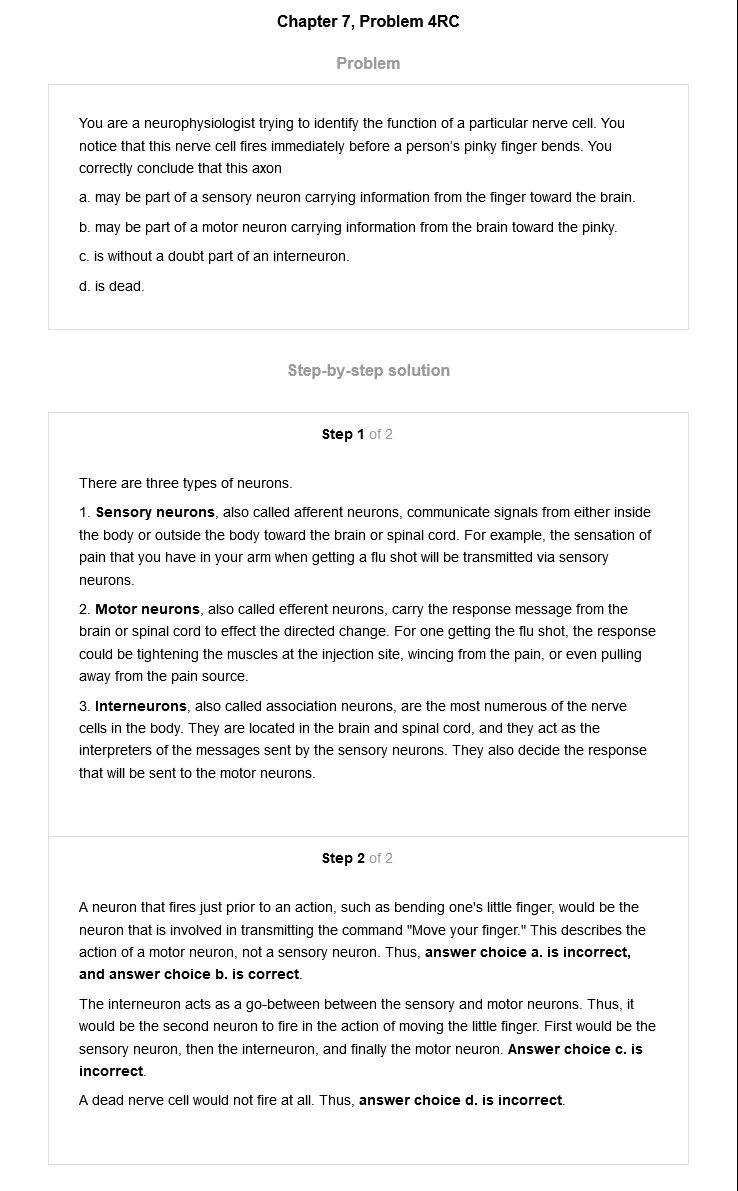 Chapter 7, Problem 4RC
Problem
You are a neurophysiologist trying to identify the function of a particular nerve cell. You
notice that this nerve cell fires immediately before a person's pinky finger bends. You
correctly conclude that this axon
a. may be part of a sensory neuron carrying information from the finger toward the brain.
b. may be part of a motor neuron carrying information from the brain toward the pinky.
c. is without a doubt part of an interneuron.
d. is dead.
Step-by-step solution
Step 1 of 2
There are three types of neurons.
1. Sensory neurons, also called afferent neurons, communicate signals from either inside
the body or outside the body toward the brain or spinal cord. For example, the sensation of
pain that you have in your arm when getting a flu shot will be transmitted via sensory
neurons.
2. Motor neurons, also called efferent neurons, carry the response message from the
brain or spinal cord to effect the directed change. For one getting the flu shot, the response
could be tightening the muscles at the injection site, wincing from the pain, or even pulling
away from the pain source.
3. Interneurons, also called association neurons, are the most numerous of the nerve
cells in the body. They are located in the brain and spinal cord, and they act as the
interpreters of the messages sent by the sensory neurons. They also decide the response
that will be sent to the motor neurons.
Step 2 of 2
A neuron that fires just prior to an action, such as bending one's little finger, would be the
neuron that is involved in transmitting the command "Move your finger." This describes the
action of a motor neuron, not a sensory neuron. Thus, answer choice a. is incorrect,
and answer choice b. is correct.
The interneuron acts as a go-between between the sensory and motor neurons. Thus, it
would be the second neuron to fire in the action of moving the little finger. First would be the
sensory neuron, then the interneuron, and finally the motor neuron. Answer choice c. is
incorrect.
A dead nerve cell would not fire at all. Thus, answer choice d. is incorrect.